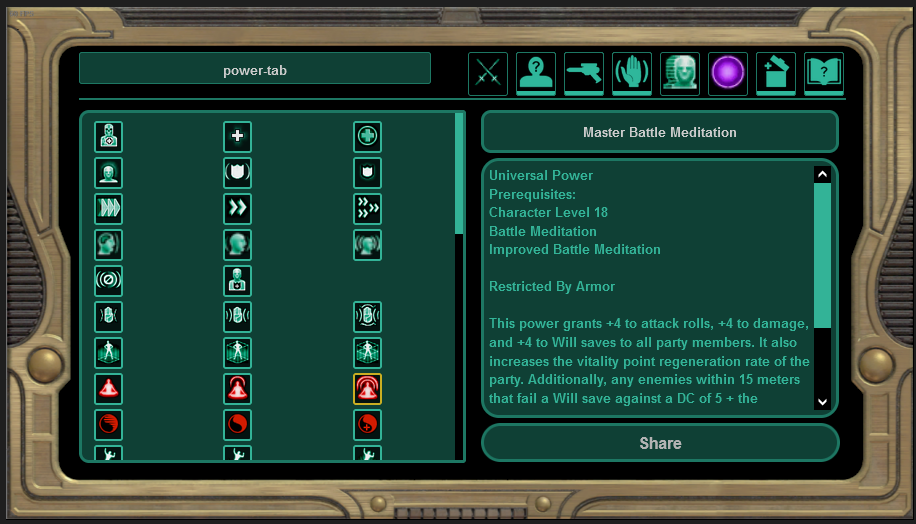 power-tab
?
?
Master Battle Meditation
Universal Power
Prerequisites:
Character Level 18
Battle Meditation
Improved Battle Meditation
Restricted By Armor
This power grants +4 to attack rolls, +4 to damage,
and +4 to Will saves to all party members. It also
increases the vitality point regeneration rate of the
party. Additionally, any enemies within 15 meters
that fail a Will save against a DC of 5 + the
Share